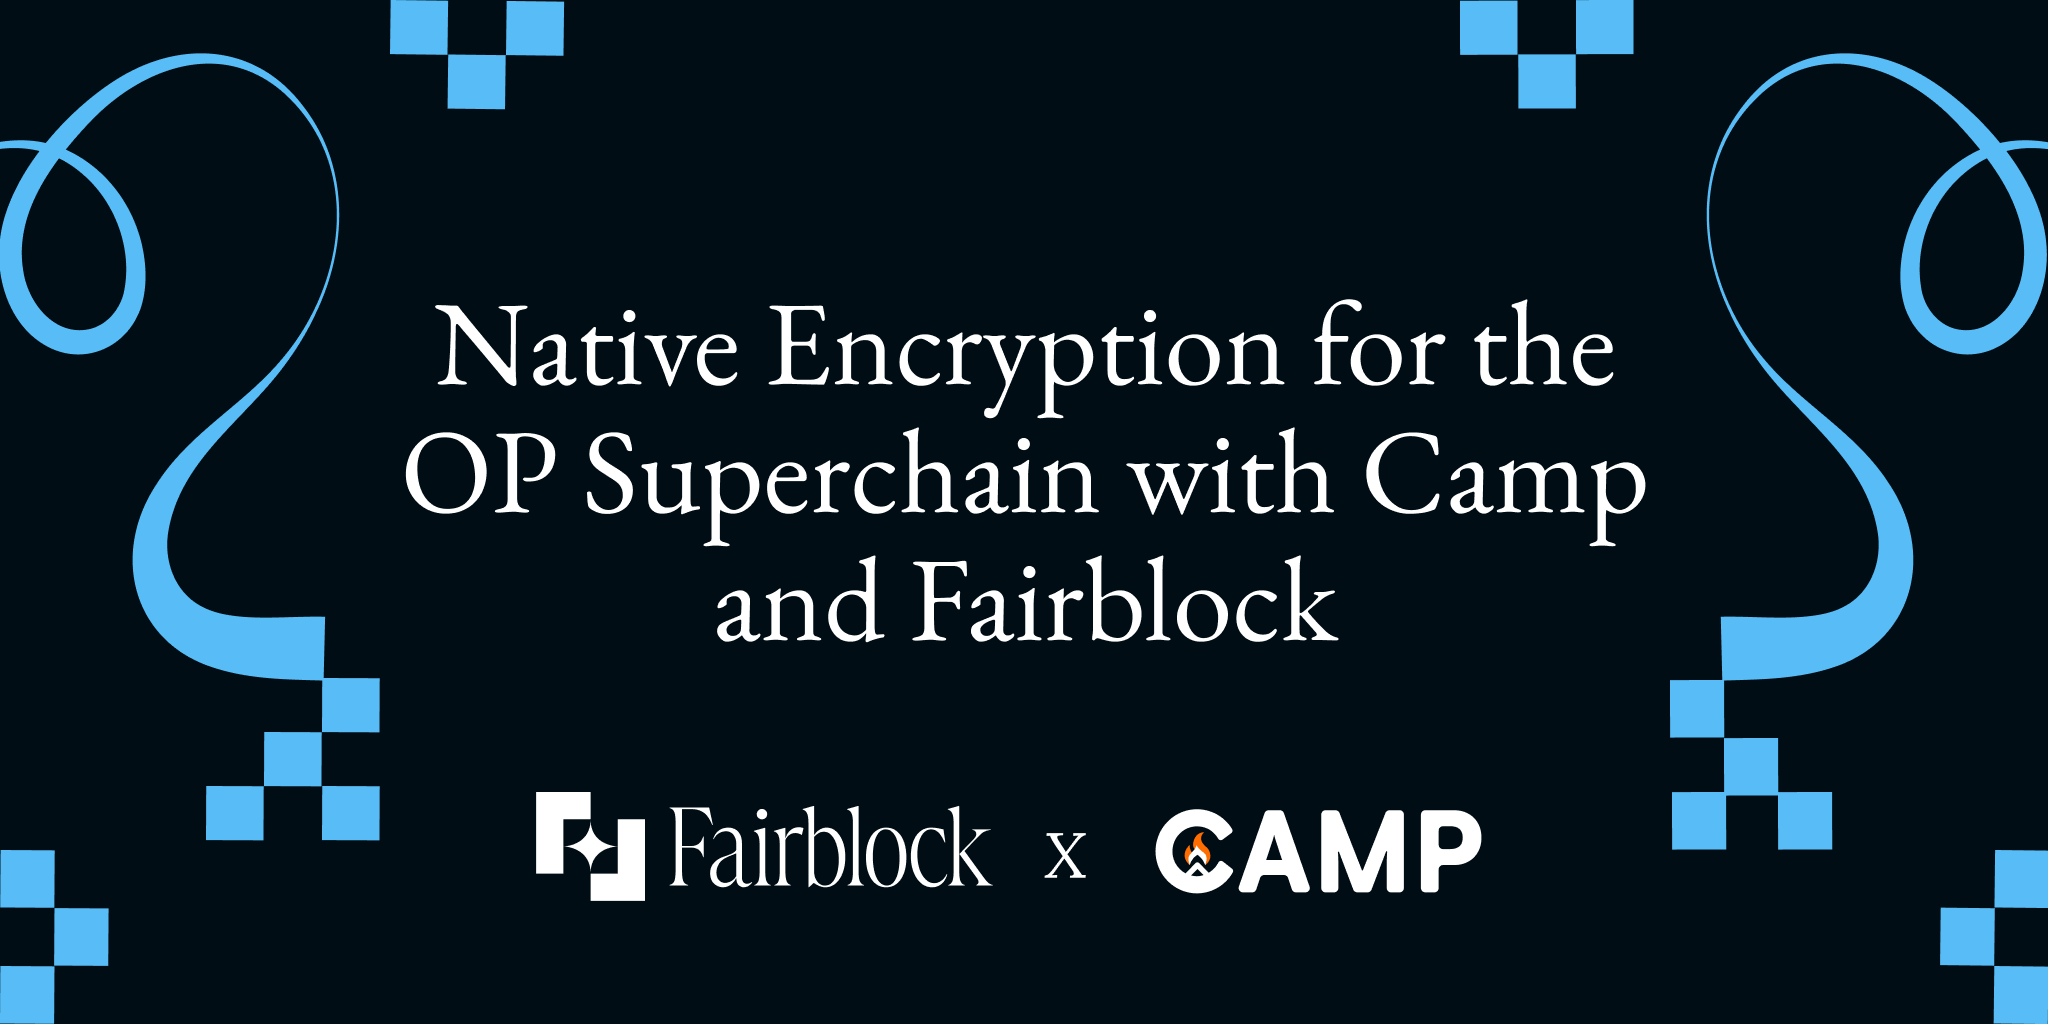 Native Encryption for the
OP Superchain with Camp
and Fairblock
Fairblock x CAMP